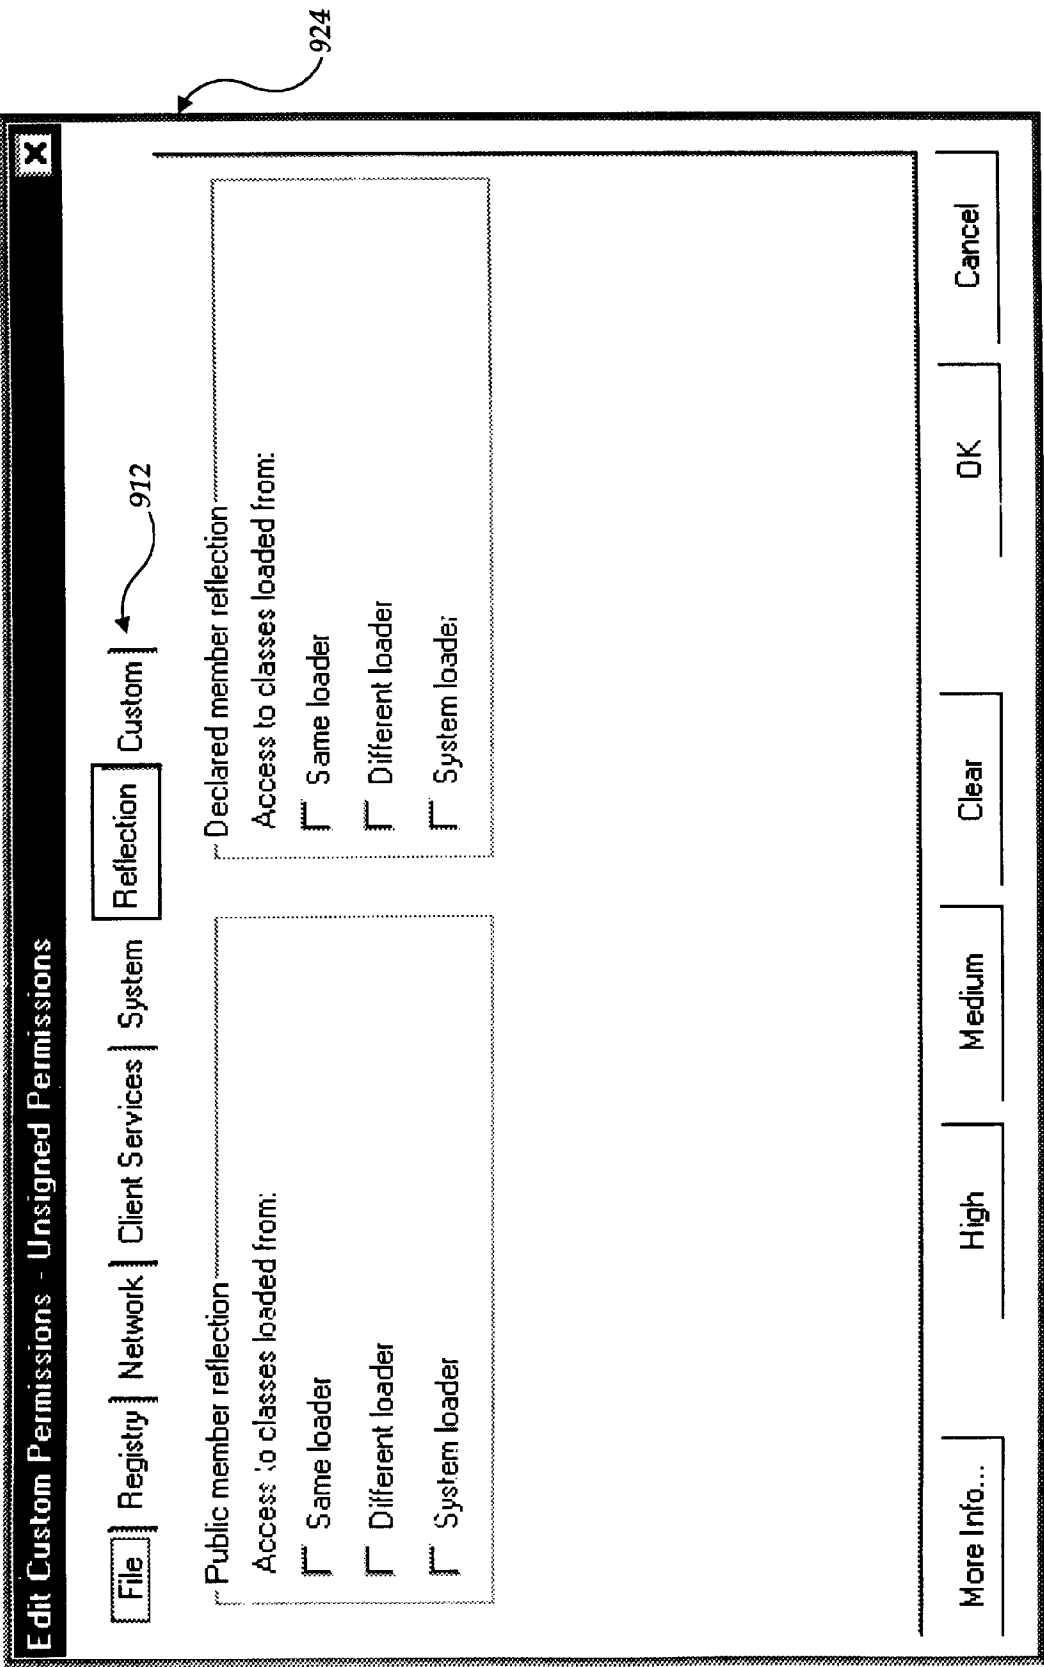 924
Edit Custom Permissions - Unsigned Permissions
912
File Registry Network Client Services System Reflection Custom
Public member reflection
Access to classes loaded from:
Same loader
Different loader
System loader
Declared member reflection
Access to classes loaded from:
Same loader
Different loader
System loader
More Info... High Medium Clear OK Cancel